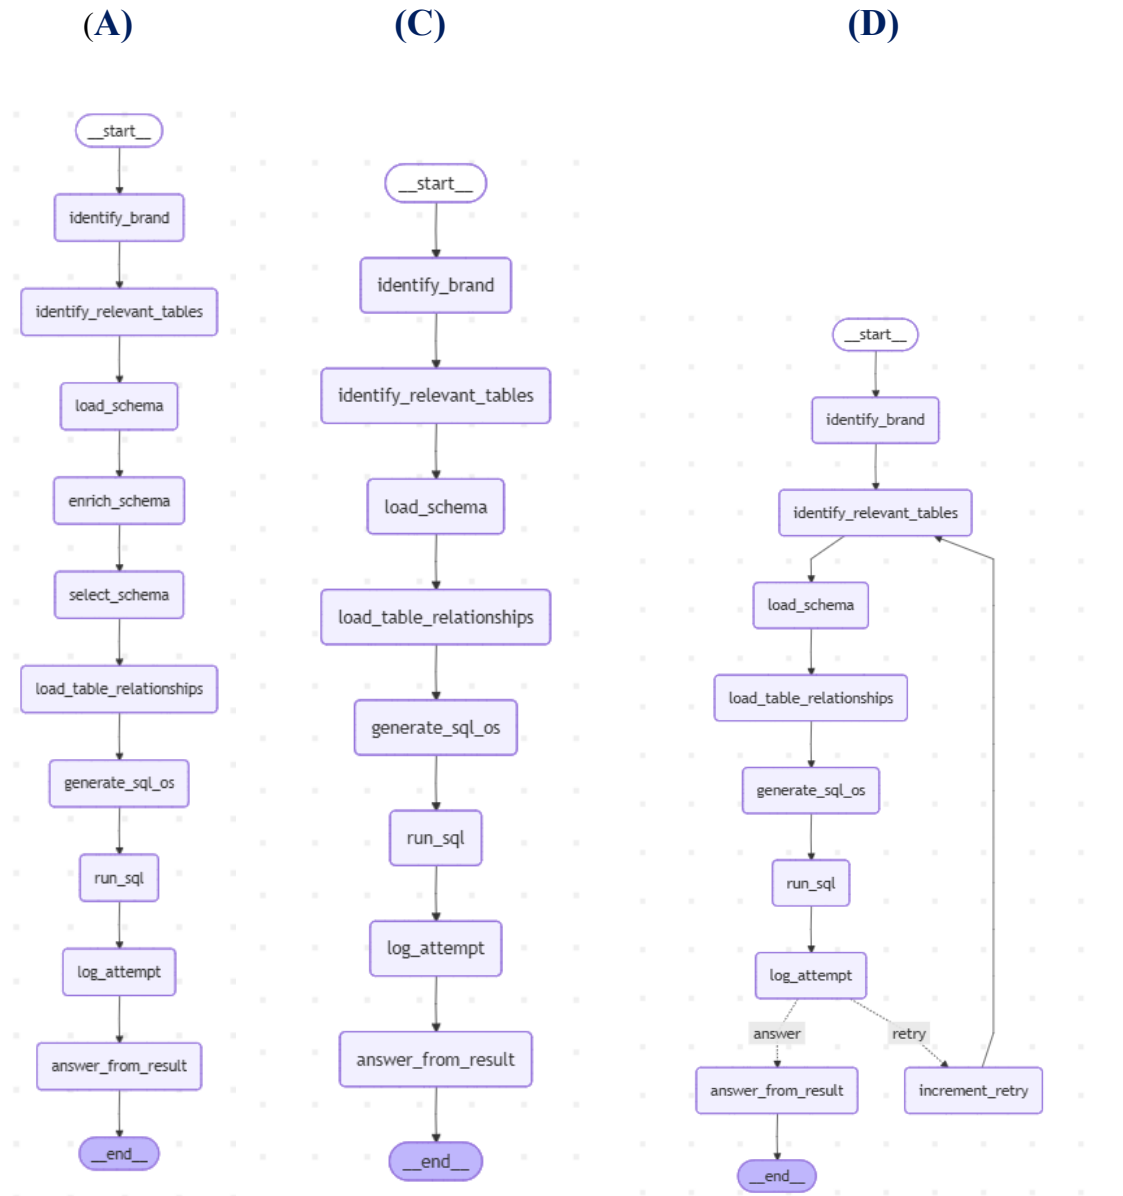 (A)
__start__
identify_brand
identify_relevant_tables
load_schema
enrich_schema
select_schema
load_table_relationships
generate_sql_os
run_sql
log_attempt
answer_from_result
__end__
(C)
__start__
identify_brand
identify_relevant_tables
load_schema
load_table_relationships
generate_sql_os
run_sql
log_attempt
answer_from_result
__end__
(D)
__start__
identify_brand
identify_relevant_tables
load_schema
load_table_relationships
generate_sql_os
run_sql
log_attempt
answer
retry
answer_from_result
increment_retry
__end__